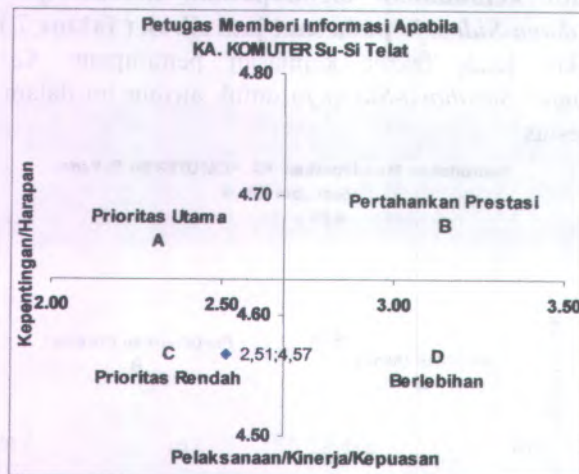 Petugas Memberi Informasi Apabila
KA. KOMUTER Su-Si Telat
4.80
4.70
Prioritas Utama
A
Pertahankan Prestasi
B
Kepentingan/Harapan
2.00 2.50 3.00 3.50
4.60
C 2,51:4.57 D
Prioritas Rendah Berlebihan
4.50
Pelaksanaan/Kinerja/Kepuasan